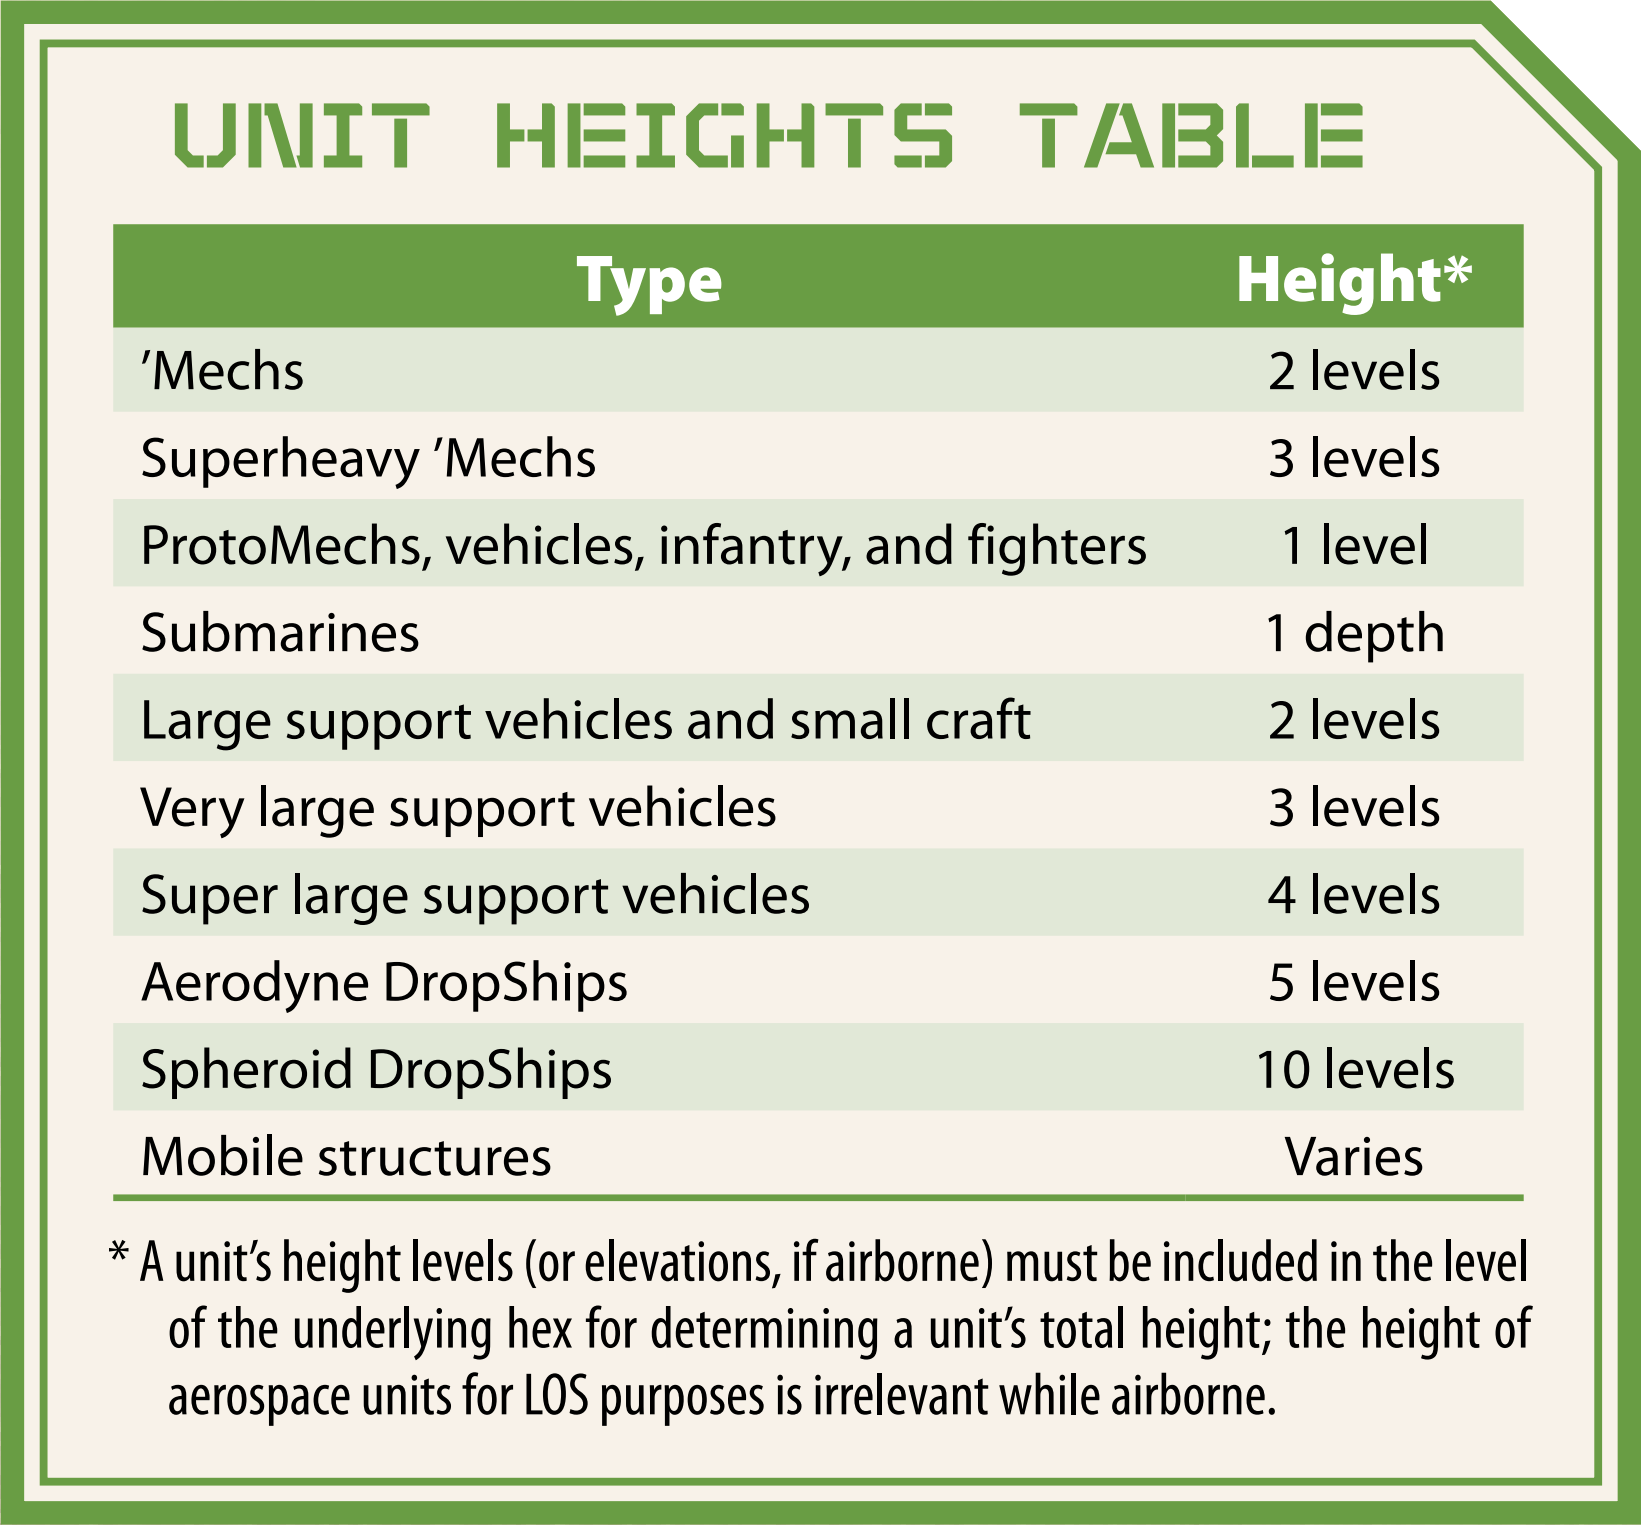 UNIT HEIGHTS TABLE
Type Height*
’Mechs 2 levels
Superheavy ’Mechs 3 levels
ProtoMechs, vehicles, infantry, and fighters 1 level
Submarines 1 depth
Large support vehicles and small craft 2 levels
Very large support vehicles 3 levels
Super large support vehicles 4 levels
Aerodyne DropShips 5 levels
Spheroid DropShips 10 levels
Mobile structures Varies
* A unit’s height levels (or elevations, if airborne) must be included in the level
of the underlying hex for determining a unit’s total height; the height of
aerospace units for LOS purposes is irrelevant while airborne.